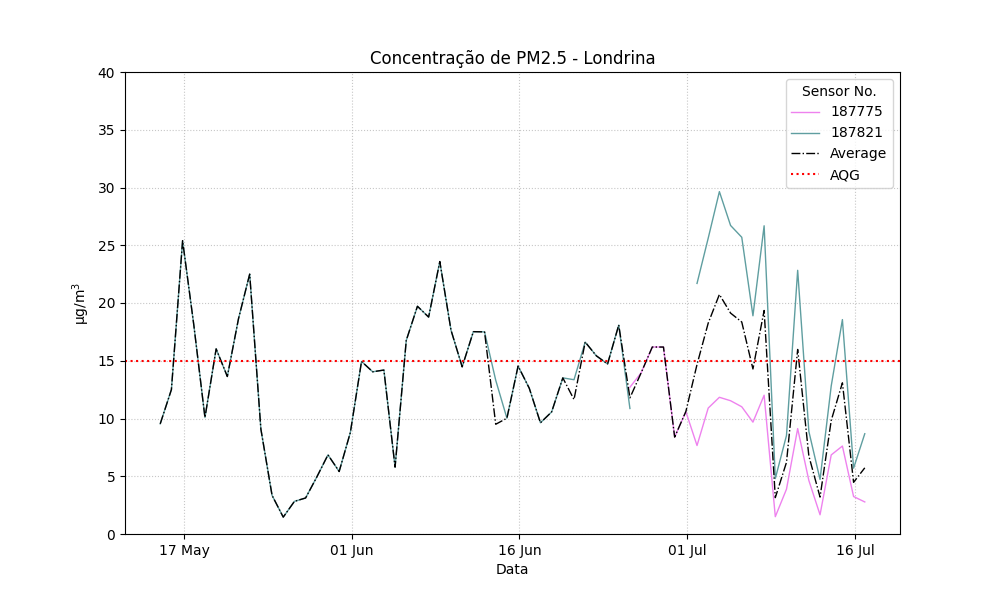 Concentração de PM2.5 - Londrina
40
35
30
25
20
15
10
5
0
µg/m³
Sensor No.
187775
187821
Average
AQG
17 May
01 Jun
16 Jun
01 Jul
16 Jul
Data